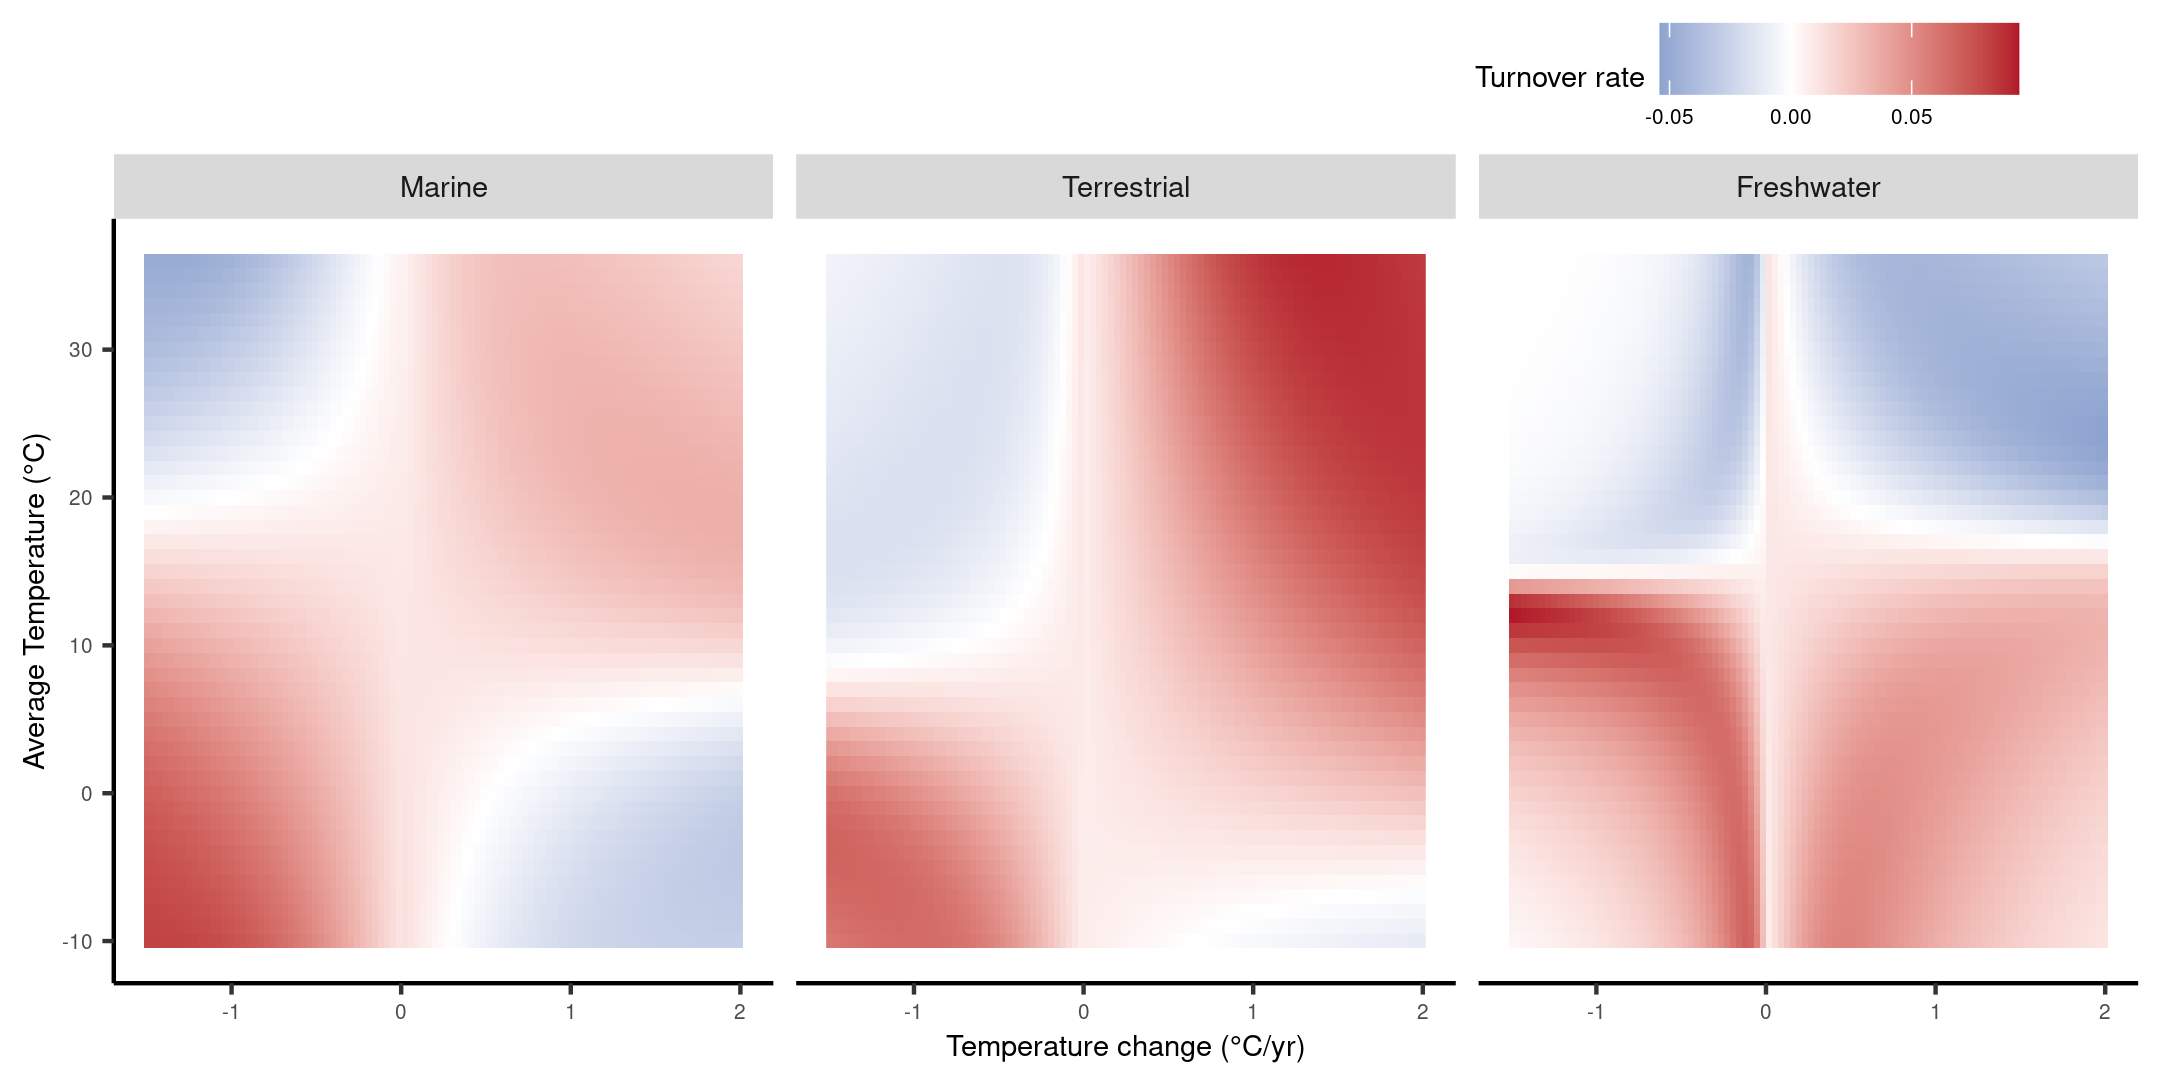 Turnover rate
-0.05 0.00 0.05
Marine Terrestrial Freshwater
Average Temperature (°C)
30
20
10
0
-10
-1 0 1 2 -1 0 1 2 -1 0 1 2
Temperature change (°C/yr)